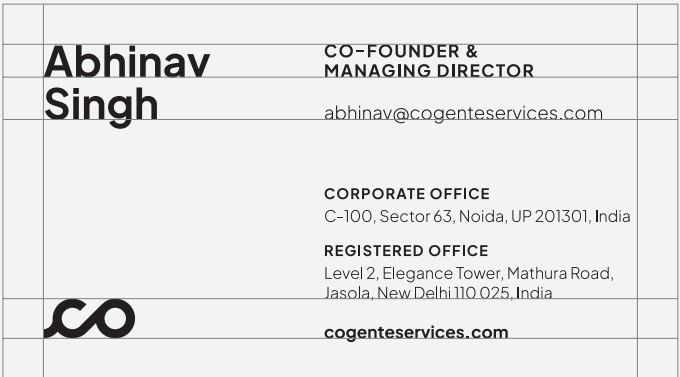 Abhinav
Singh
CO-FOUNDER &
MANAGING DIRECTOR
abhinav@cogenteservices.com
CORPORATE OFFICE
C-100, Sector 63, Noida, UP 201301, India
REGISTERED OFFICE
Level 2, Elegance Tower, Mathura Road,
Jasola, New Delhi 110 025, India
co
cogenteservices.com